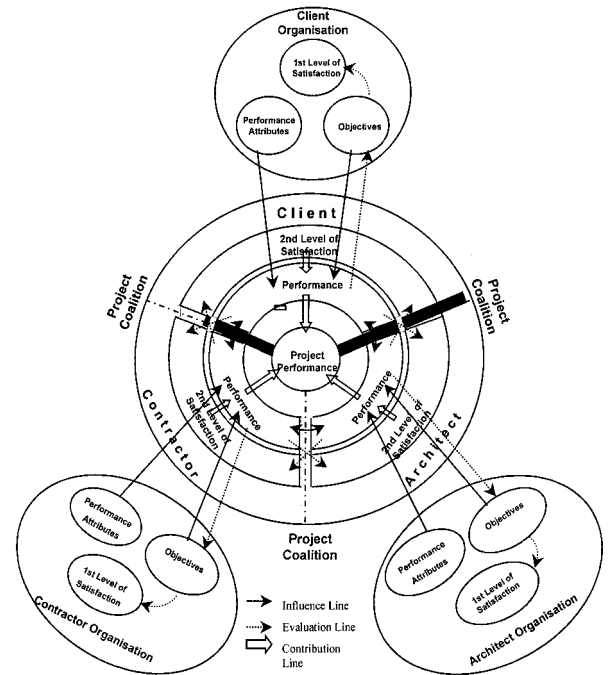 Client
Organisation
1st Level of
Satisfaction
Performance
Attributes
Objectives
Client
2nd Level of
Satisfaction
Performance
Project
Coalition
Project
Coalition
Project
Performance
Performance
2nd Level of
Satisfaction
Contractor
Performance
2nd Level of
Satisfaction
Architect
Project
Coalition
Performance
Attributes
Objectives
1st Level of
Satisfaction
Contractor Organisation
Objectives
Performance
Attributes
1st Level of
Satisfaction
Architect Organisation
Influence Line
Evaluation Line
Contribution
Line